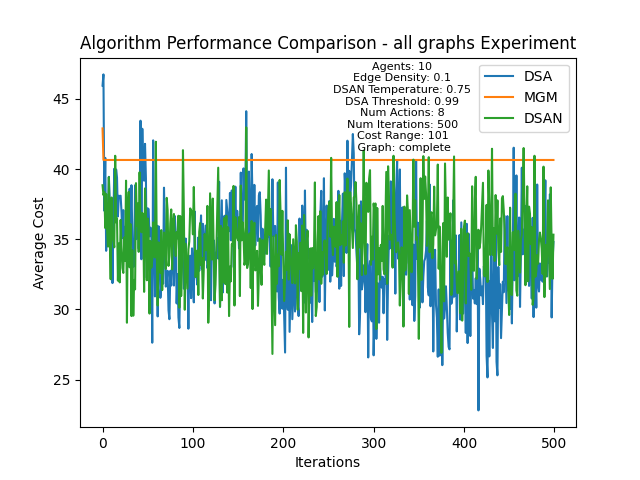 Algorithm Performance Comparison - all graphs Experiment
Agents: 10
Edge Density: 0.1
DSAN Temperature: 0.75
DSA Threshold: 0.99
Num Actions: 8
Num Iterations: 500
Cost Range: 101
Graph: complete
DSA
MGM
DSAN
Average Cost
45
40
35
30
25
0
100
200
300
400
500
Iterations